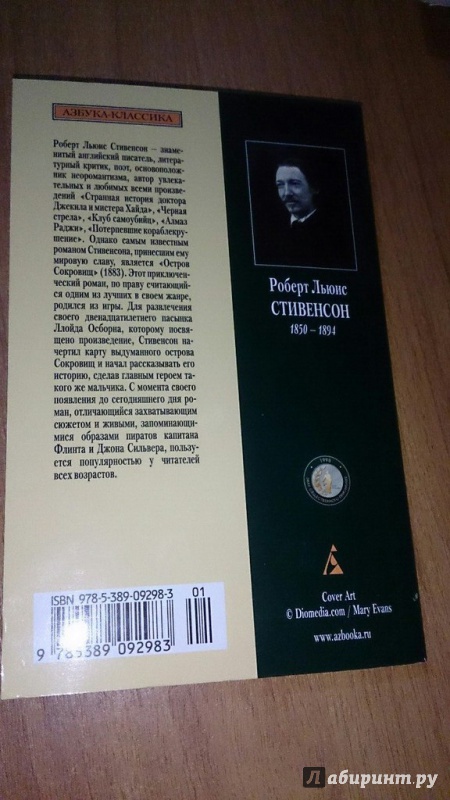 АЗБУКА-КЛАССИКА
Роберт Льюис Стивенсон – знаме-
нитый английский писатель, литера-
турный критик, поэт, основополож-
ник неоромантизма, автор увлека-
тельных и любимых всеми произве-
дений «Странная история доктора
Джекила и мистера Хайда», «Черная
стрела», «Клуб самоубийц», «Алмаз
Раджи», «Потерпевшие кораблекру-
шение». Однако самым известным
романом Стивенсона, принесшим ему
мировую славу, является «Остров
Сокровищ» (1883). Этот приключен-
ческий роман, по праву считающий-
ся одним из лучших в своем жанре,
родился из игры. Для развлечения
своего двенадцатилетнего пасынка
Ллойда Осборна, которому посвя-
щено произведение, Стивенсон на-
чертил карту выдуманного острова
Сокровищ и начал рассказывать его
историю, сделав главным героем та-
кого же мальчика. С момента своего
появления до сегодняшнего дня ро-
ман, отличающийся захватывающим
сюжетом и живыми, запоминающи-
мися образами пиратов капитана
Флинта и Джона Сильвера, пользу-
ется популярностью у читателей
всех возрастов.
ISBN 978-5-389-09298-3
01
9 785389 092983
Роберт Льюис
СТИВЕНСОН
1850 – 1894
Cover Art
© Diomedia.com / Mary Evans
www.azbooka.ru
Лабиринт.ру